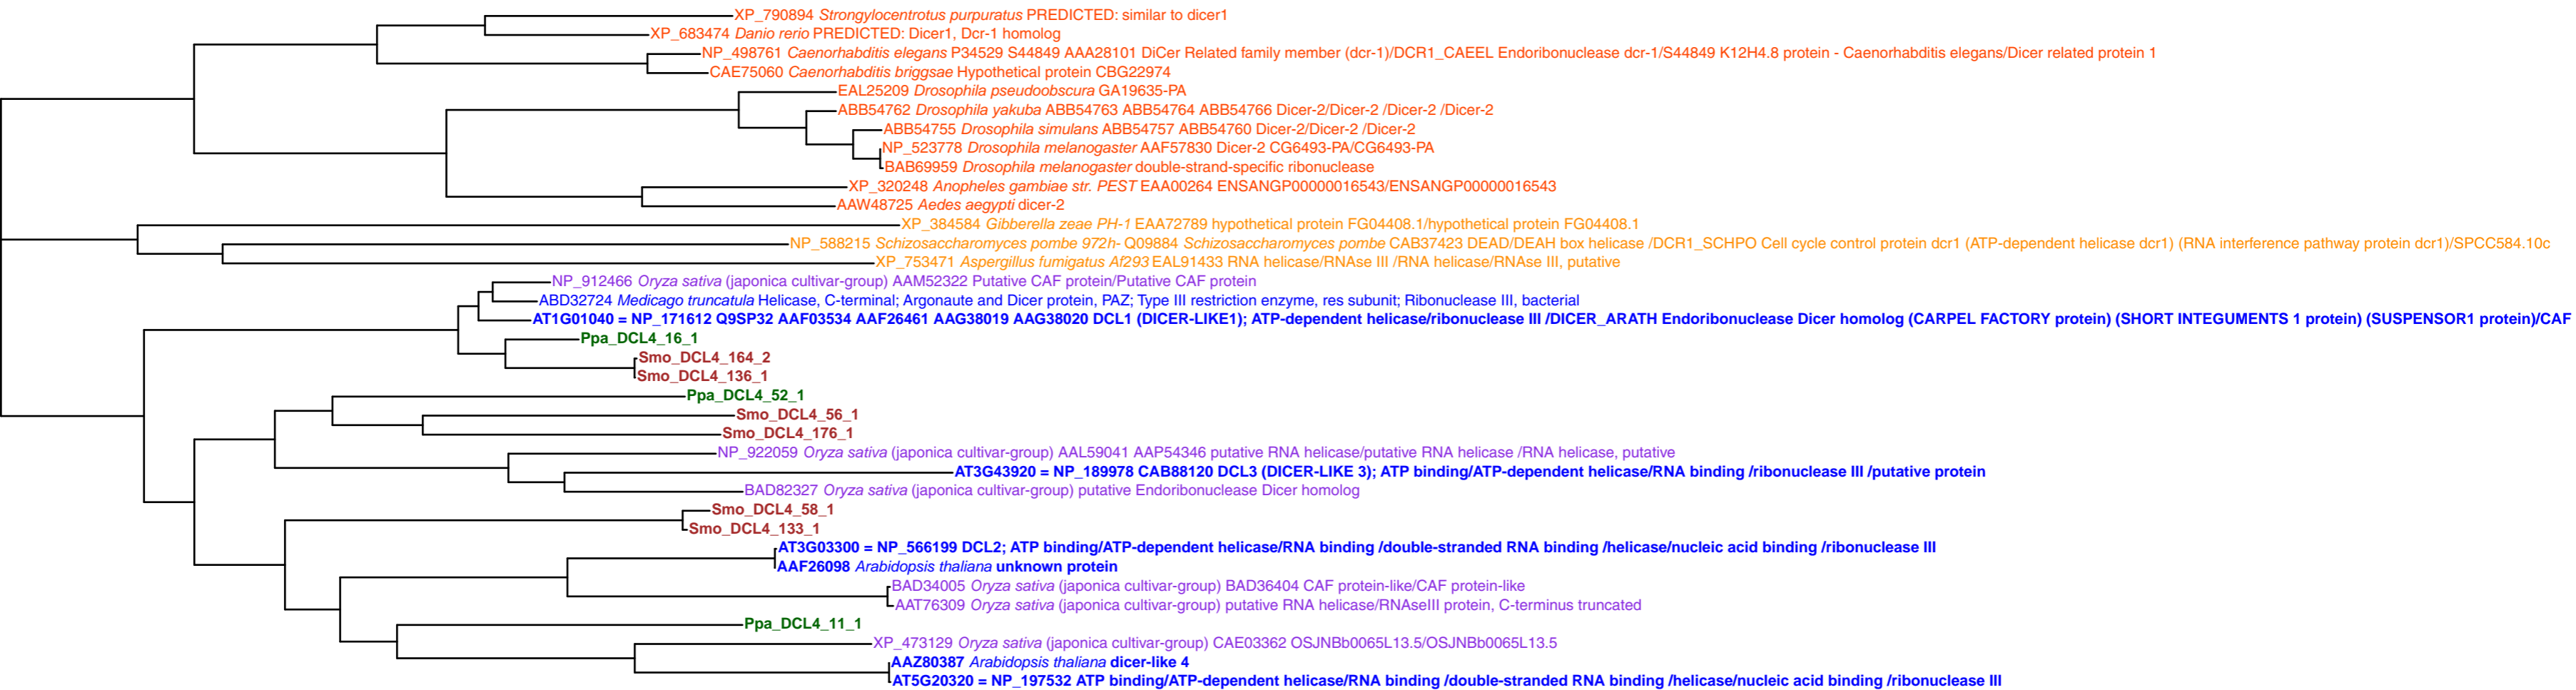 XP_790894 Strongylocentrotus purpuratus PREDICTED: similar to dicer1
XP_683474 Danio rerio PREDICTED: Dicer1, Dcr-1 homolog
NP_498761 Caenorhabditis elegans P34529 S44849 AAA28101 DiCer Related family member (dcr-1)/DCR1_CAEEL Endoribonuclease dcr-1/S44849 K12H4.8 protein - Caenorhabditis elegans/Dicer related protein 1
CAE75060 Caenorhabditis briggsae Hypothetical protein CBG22974
EAL25209 Drosophila pseudoobscura GA19635-PA
ABB54762 Drosophila yakuba ABB54763 ABB54764 ABB54766 Dicer-2/Dicer-2 /Dicer-2 /Dicer-2
ABB54755 Drosophila simulans ABB54757 ABB54760 Dicer-2/Dicer-2 /Dicer-2
NP_523778 Drosophila melanogaster AAF57830 Dicer-2 CG6493-PA/CG6493-PA
BAB69959 Drosophila melanogaster double-strand-specific ribonuclease
XP_320248 Anopheles gambiae str. PEST EAA00264 ENSANGP00000016543/ENSANGP00000016543
AAW48725 Aedes aegypti dicer-2
XP_384584 Gibberella zeae PH-1 EAA72789 hypothetical protein FG04408.1/hypothetical protein FG04408.1
NP_588215 Schizosaccharomyces pombe 972h- Q09884 Schizosaccharomyces pombe CAB37423 DEAD/DEAH box helicase /DCR1_SCHPO Cell cycle control protein dcr1 (ATP-dependent helicase dcr1) (RNA interference pathway protein dcr1)/SPCC584.10c
XP_753471 Aspergillus fumigatus Af293 EAL91433 RNA helicase/RNAse III /RNA helicase/RNAse III, putative
NP_912466 Oryza sativa (japonica cultivar-group) AAM52322 Putative CAF protein/Putative CAF protein
ABD32724 Medicago truncatula Helicase, C-terminal; Argonaute and Dicer protein, PAZ; Type III restriction enzyme, res subunit; Ribonuclease III, bacterial
AT1G01040 = NP_171612 Q9SP32 AAF03534 AAF26461 AAG38019 AAG38020 DCL1 (DICER-LIKE1); ATP-dependent helicase/ribonuclease III /DICER_ARATH Endoribonuclease Dicer homolog (CARPEL FACTORY protein) (SHORT INTEGUMENTS 1 protein) (SUSPENSOR1 protein)/CAF
Ppa_DCL4_16_1
Smo_DCL4_164_2
Smo_DCL4_136_1
Ppa_DCL4_52_1
Smo_DCL4_56_1
Smo_DCL4_176_1
NP_922059 Oryza sativa (japonica cultivar-group) AAL59041 AAP54346 putative RNA helicase/putative RNA helicase /RNA helicase, putative
AT3G43920 = NP_189978 CAB88120 DCL3 (DICER-LIKE 3); ATP binding/ATP-dependent helicase/RNA binding /ribonuclease III /putative protein
BAD82327 Oryza sativa (japonica cultivar-group) putative Endoribonuclease Dicer homolog
Smo_DCL4_58_1
Smo_DCL4_133_1
AT3G03300 = NP_566199 DCL2; ATP binding/ATP-dependent helicase/RNA binding /double-stranded RNA binding /helicase/nucleic acid binding /ribonuclease III
AAF26098 Arabidopsis thaliana unknown protein
BAD34005 Oryza sativa (japonica cultivar-group) BAD36404 CAF protein-like/CAF protein-like
AAT76309 Oryza sativa (japonica cultivar-group) putative RNA helicase/RNAseIII protein, C-terminus truncated
Ppa_DCL4_11_1
XP_473129 Oryza sativa (japonica cultivar-group) CAE03362 OSJNBb0065L13.5/OSJNBb0065L13.5
AAZ80387 Arabidopsis thaliana dicer-like 4
AT5G20320 = NP_197532 ATP binding/ATP-dependent helicase/RNA binding /double-stranded RNA binding /helicase/nucleic acid binding /ribonuclease III